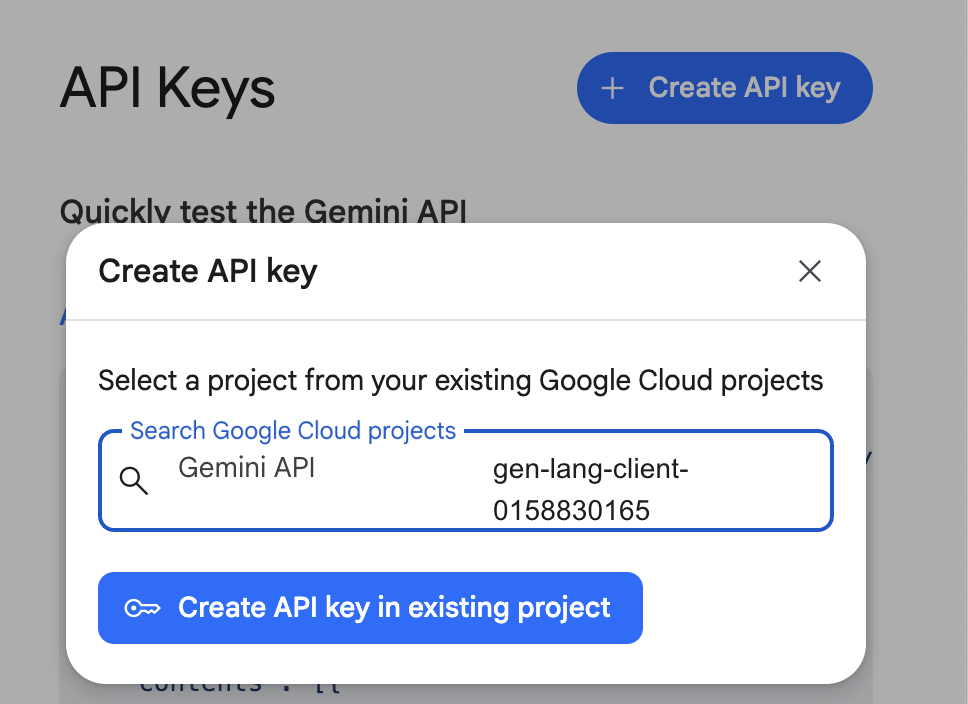 API Keys
Create API key
Quickly test the Gemini API
Create API key
Select a project from your existing Google Cloud projects
Search Google Cloud projects
Gemini API
gen-lang-client-
0158830165
Create API key in existing project